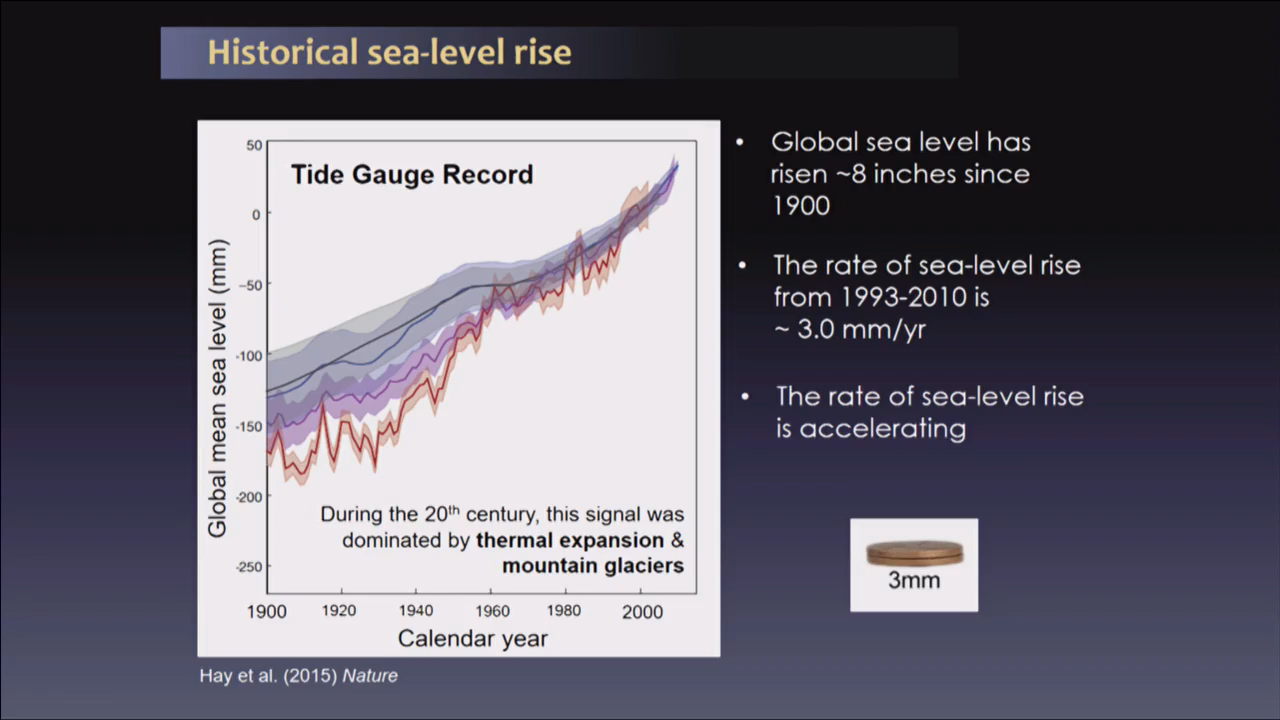 Historical sea-level rise
Tide Gauge Record
50
0
−50
-100
-150
-200
-250
Global mean sea level (mm)
During the 20th century, this signal was
dominated by thermal expansion &
mountain glaciers
1900 1920 1940 1960 1980 2000
Calendar year
Hay et al. (2015) Nature
• Global sea level has
risen ~8 inches since
1900
• The rate of sea-level rise
from 1993-2010 is
~ 3.0 mm/yr
• The rate of sea-level rise
is accelerating
3mm